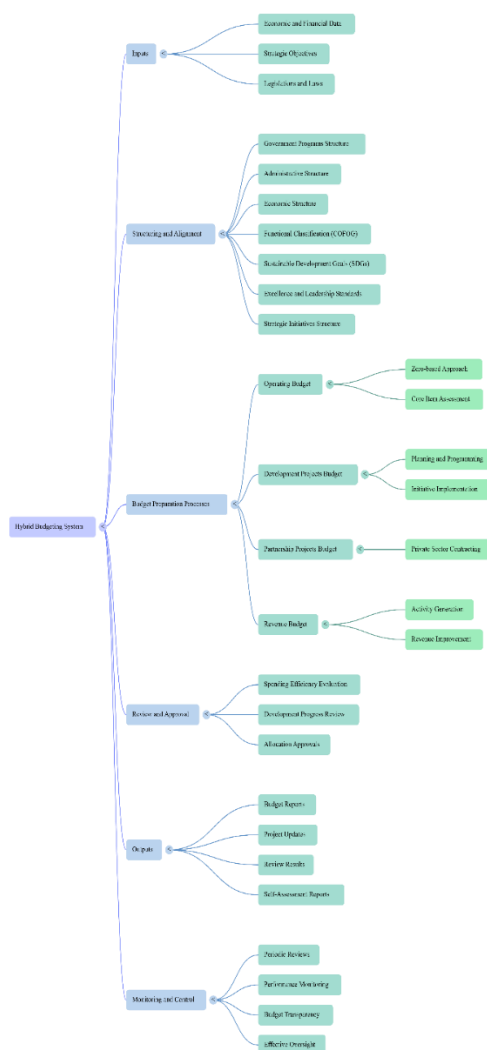 Economic and Financial Data
Inputs
Strategic Objectives
Legislations and Laws
Government Programs Structure
Administrative Structure
Economic Structure
Structuring and Alignment
Functional Classification (COFOG)
Sustainable Development Goals (SDGs)
Excellence and Leadership Standards
Strategic Initiatives Structure
Zero-based Approach
Operating Budget
Core Item Assessment
Planning and Programming
Development Projects Budget
Initiative Implementation
Budget Preparation Processes
Hybrid Budgeting System
Partnership Projects Budget
Private Sector Contracting
Activity Generation
Revenue Budget
Revenue Improvement
Spending Efficiency Evaluation
Review and Approval
Development Progress Review
Allocation Approvals
Budget Reports
Project Updates
Outputs
Review Results
Self-Assessment Reports
Periodic Reviews
Performance Monitoring
Monitoring and Control
Budget Transparency
Effective Oversight